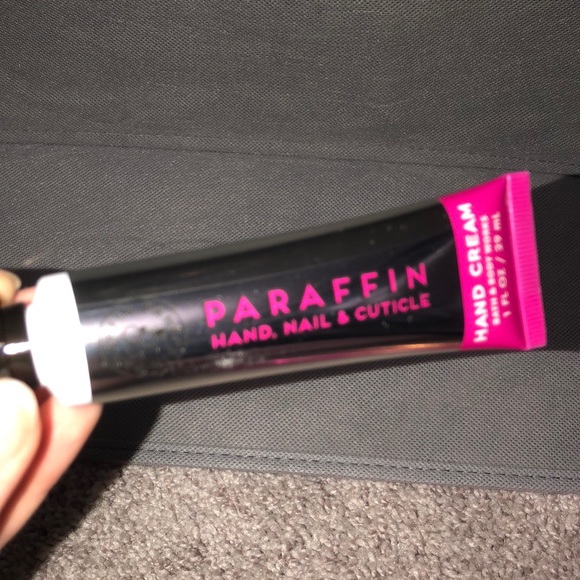 PARAFFIN
HAND, NAIL & CUTICLE
HAND CREAM
BATH & BODY WORKS
1 FL OZ / 29 mL